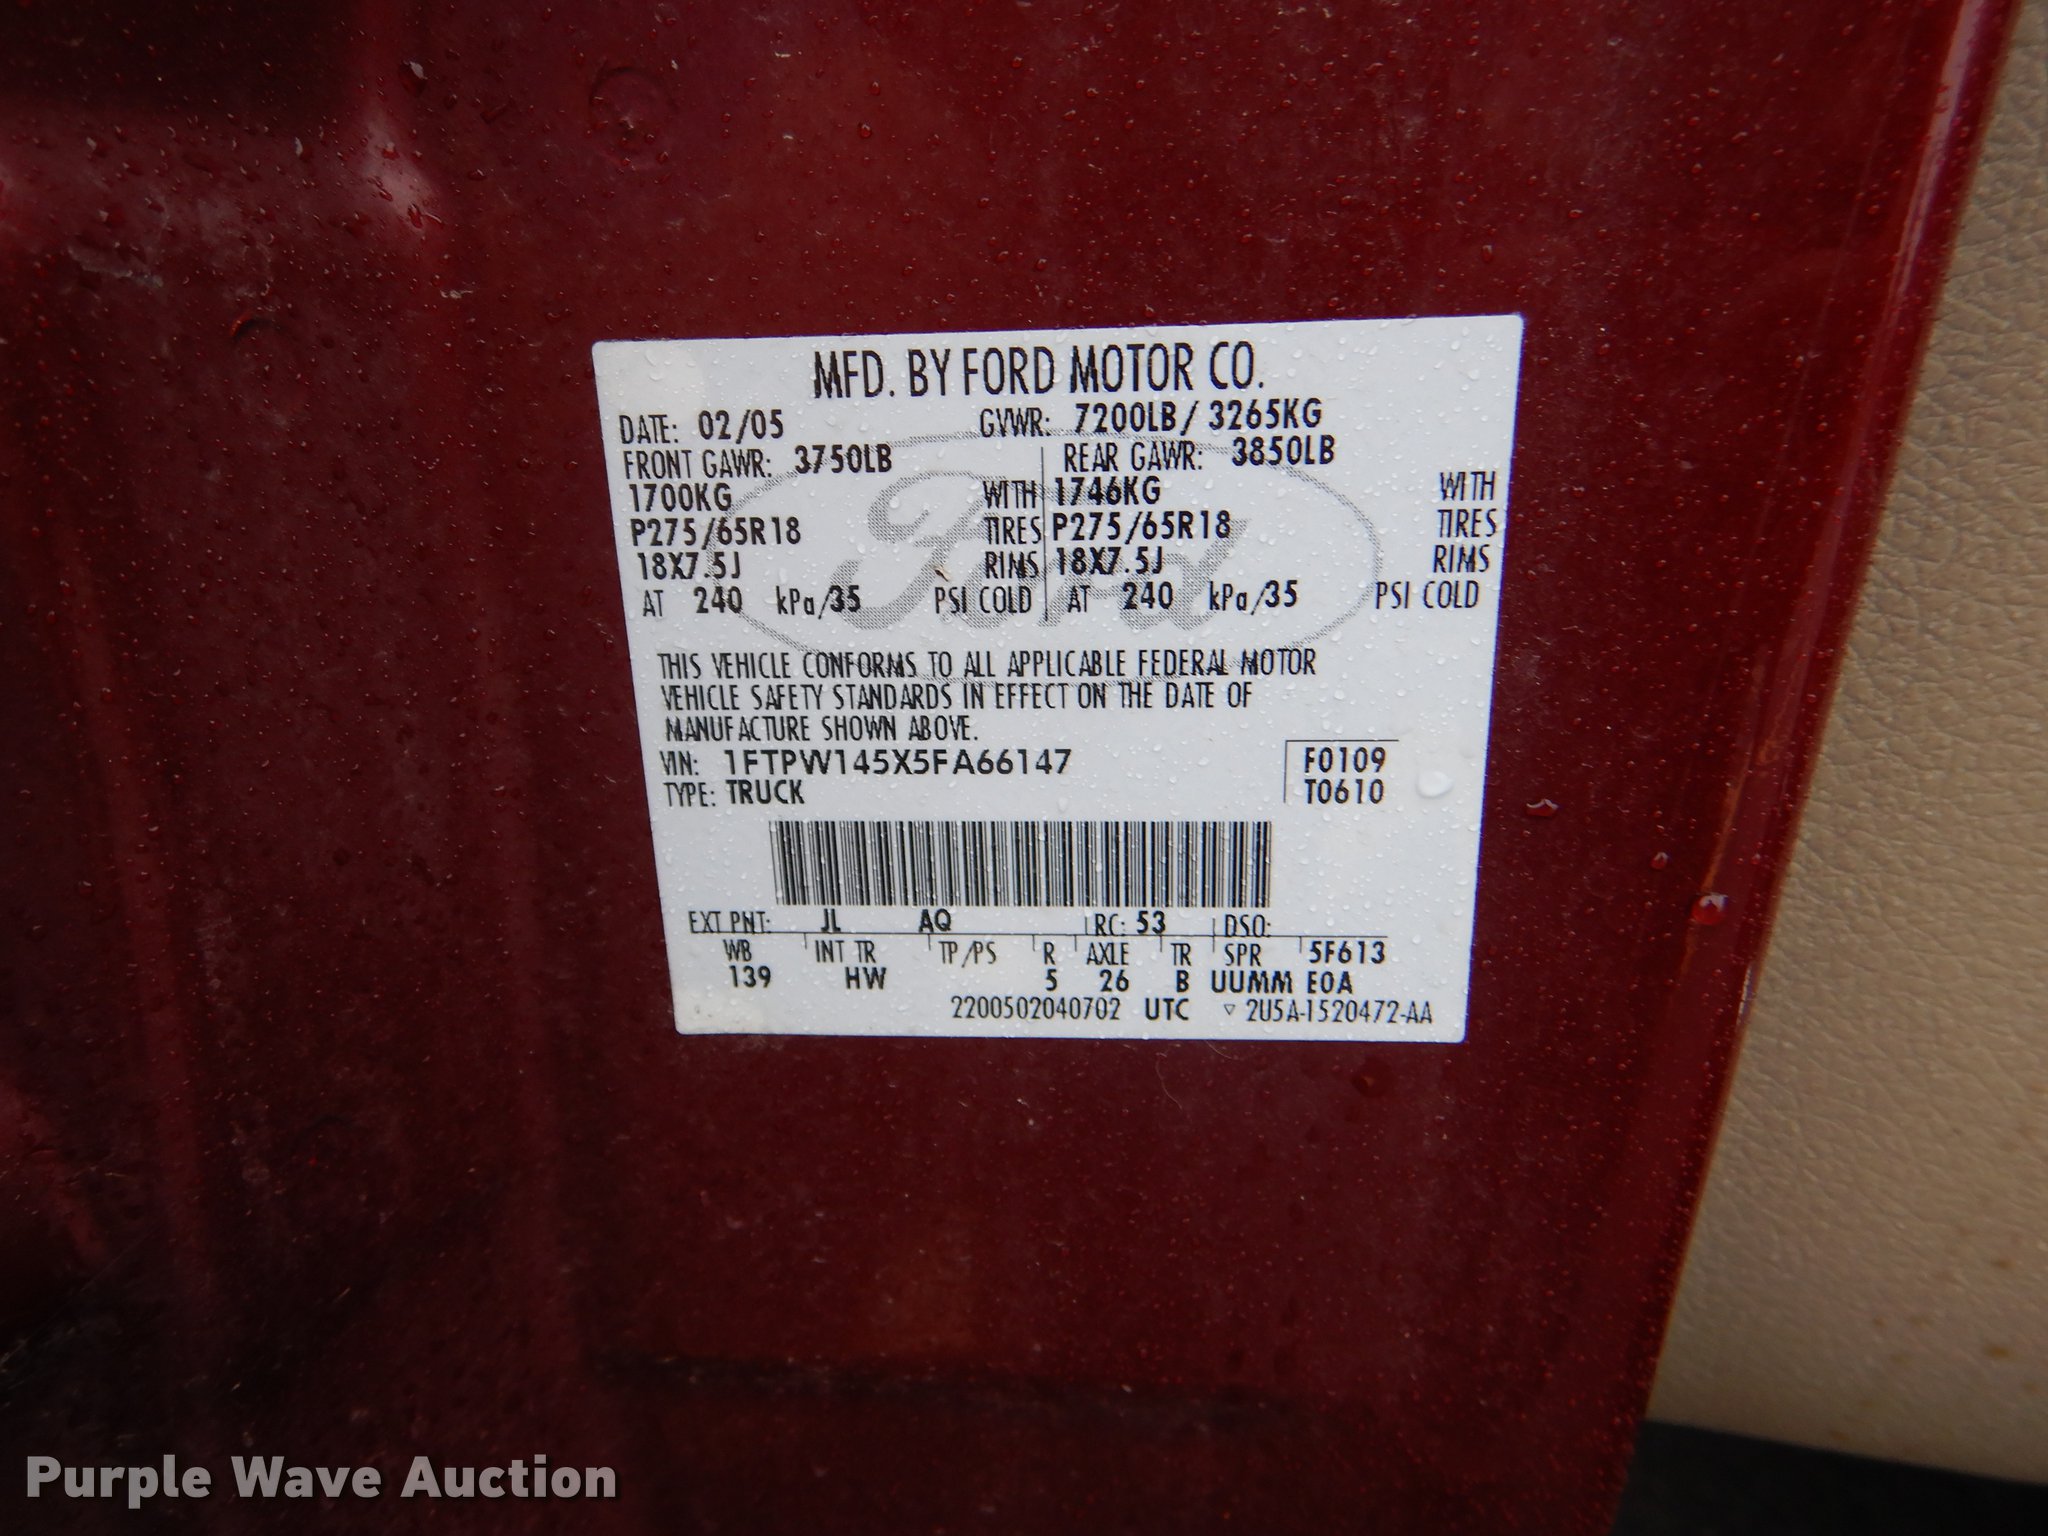 MFD. BY FORD MOTOR CO.
DATE: 02/05 GVWR: 7200LB/ 3265KG
FRONT GAWR: 3750LB REAR GAWR: 3850LB
1700KG WITH 1746KG WITH
P275/65R18 TIRES P275/65R18 TIRES
18X7.5J RIMS 18X7.5J RIMS
AT 240 kPa/35 PSI COLD AT 240 kPa/35 PSI COLD
Ford
THIS VEHICLE CONFORMS TO ALL APPLICABLE FEDERAL MOTOR
VEHICLE SAFETY STANDARDS IN EFFECT ON THE DATE OF
MANUFACTURE SHOWN ABOVE.
VIN: 1FTPW145X5FA66147 F0109
TYPE: TRUCK T0610
EXT PNT: JL AQ RC: 53 DSO:
WB INT TR TP/PS R AXLE TR SPR 5F613
139 HW 5 26 B UUMM E0A
2200502040702 UTC ▽ 2U5A-1520472-AA
Purple Wave Auction